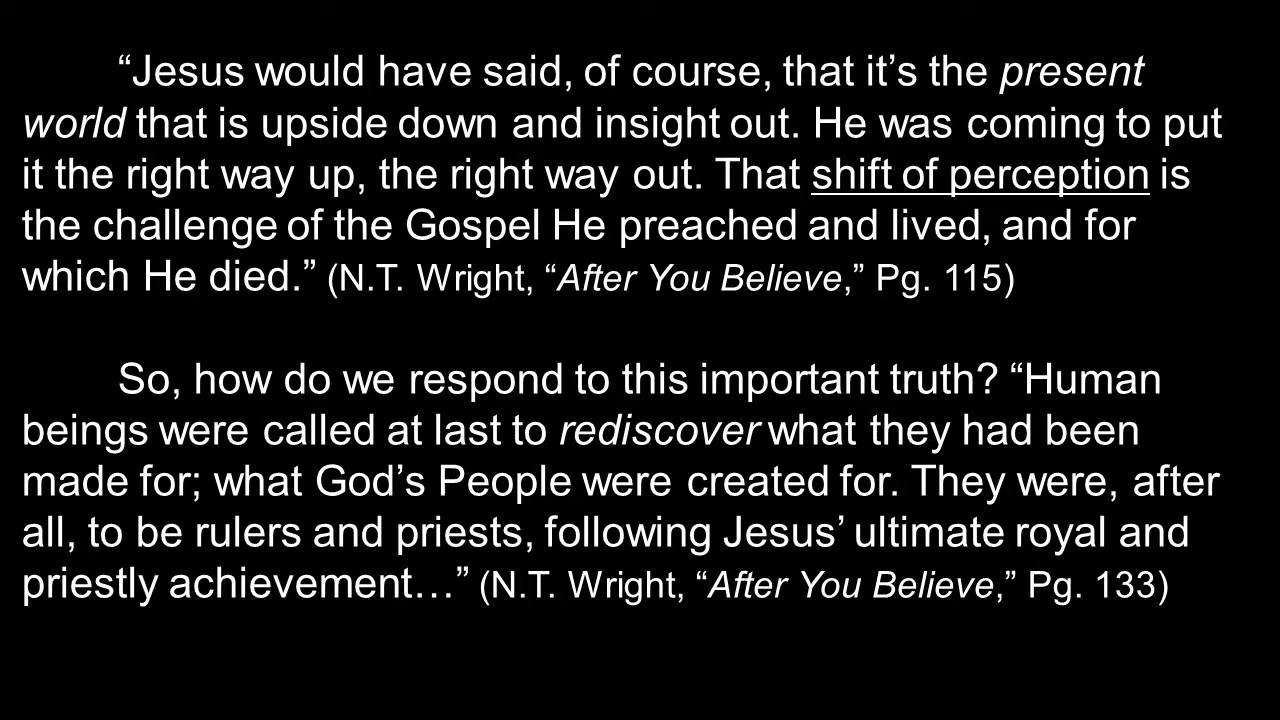 “Jesus would have said, of course, that it’s the present
world that is upside down and insight out. He was coming to put
it the right way up, the right way out. That shift of perception is
the challenge of the Gospel He preached and lived, and for
which He died.” (N.T. Wright, “After You Believe,” Pg. 115)
So, how do we respond to this important truth? “Human
beings were called at last to rediscover what they had been
made for; what God’s People were created for. They were, after
all, to be rulers and priests, following Jesus’ ultimate royal and
priestly achievement…” (N.T. Wright, “After You Believe,” Pg. 133)